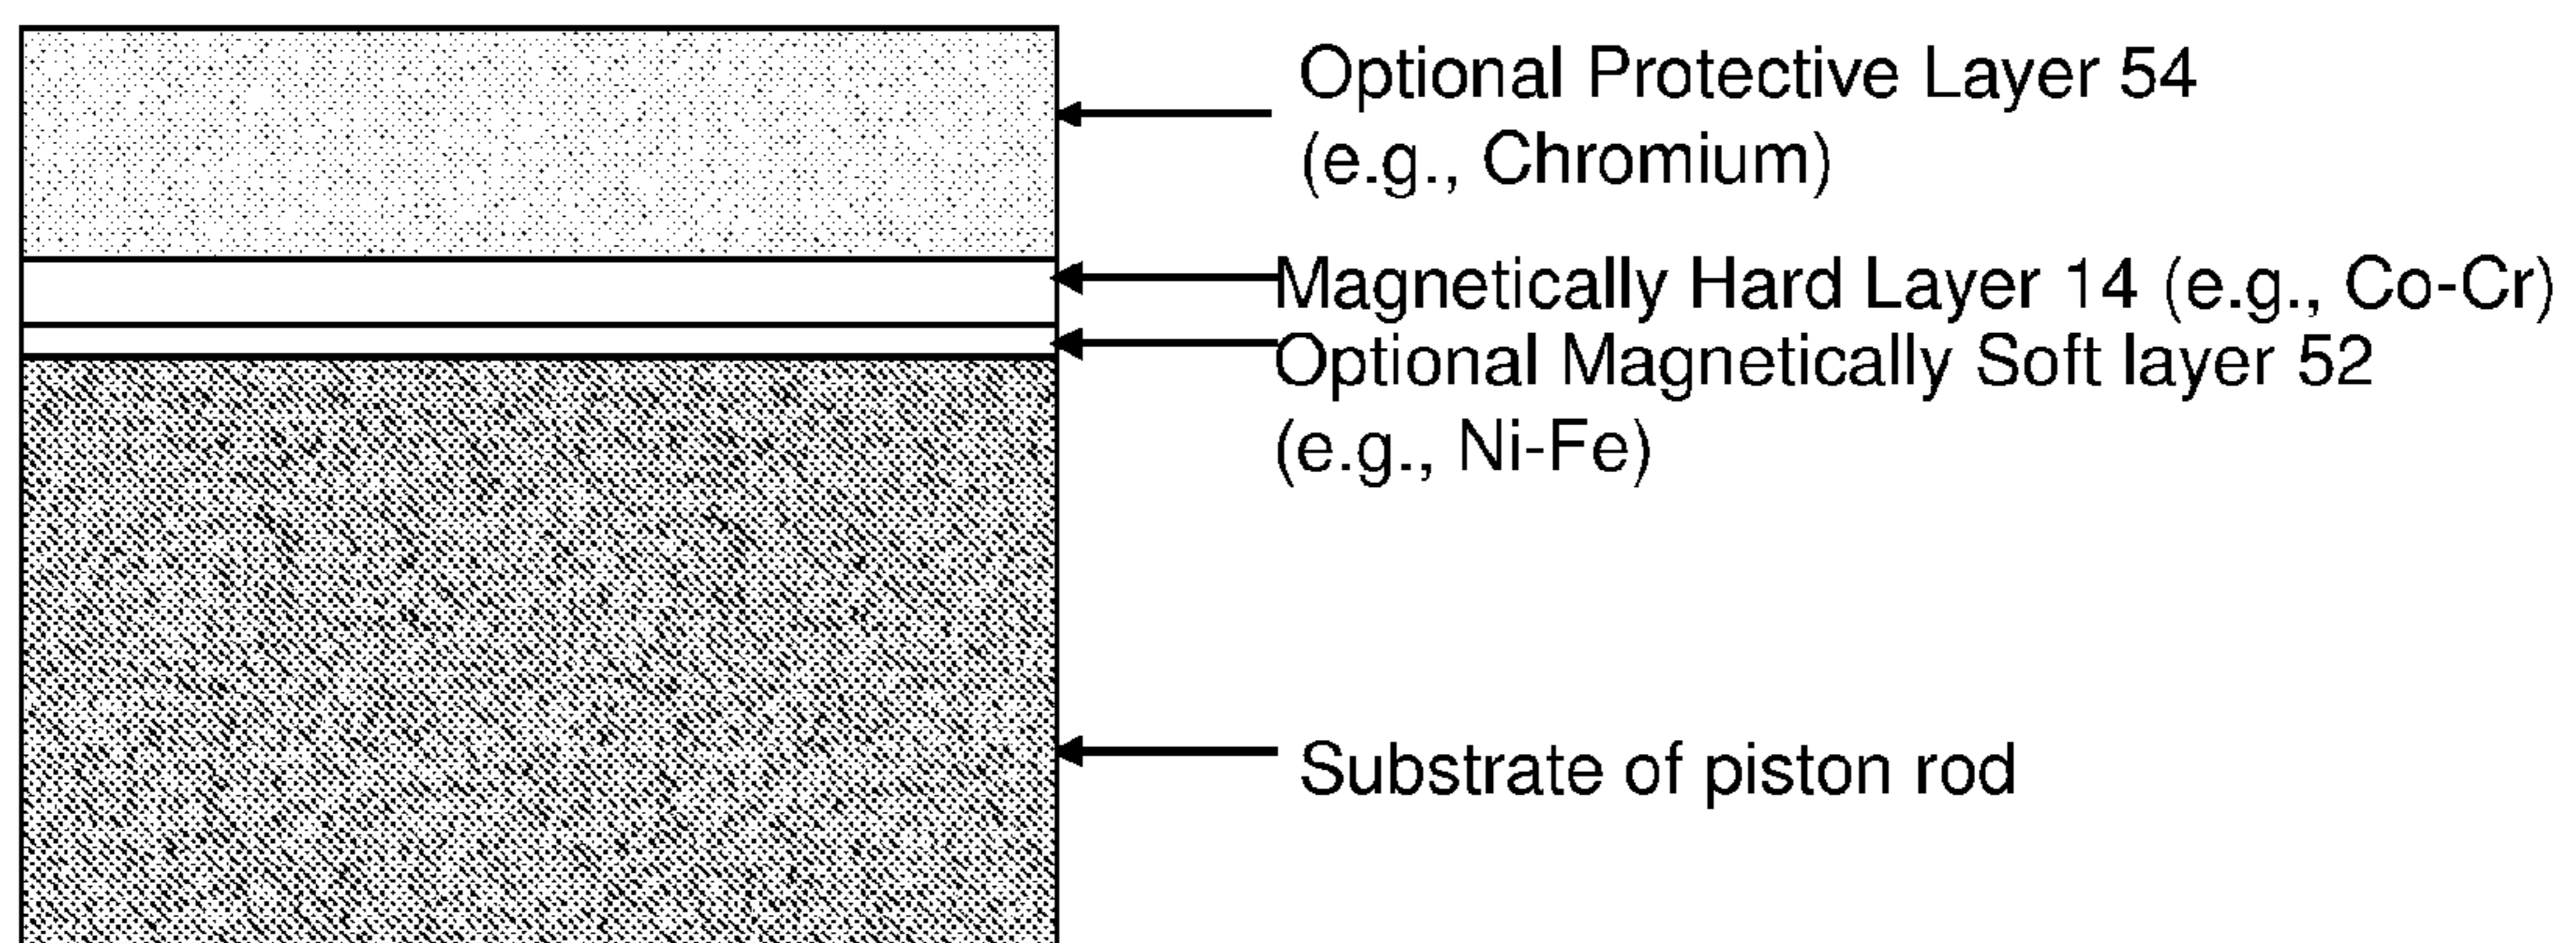 Optional Protective Layer 54
(e.g., Chromium)
Magnetically Hard Layer 14 (e.g., Co-Cr)
Optional Magnetically Soft layer 52
(e.g., Ni-Fe)
Substrate of piston rod